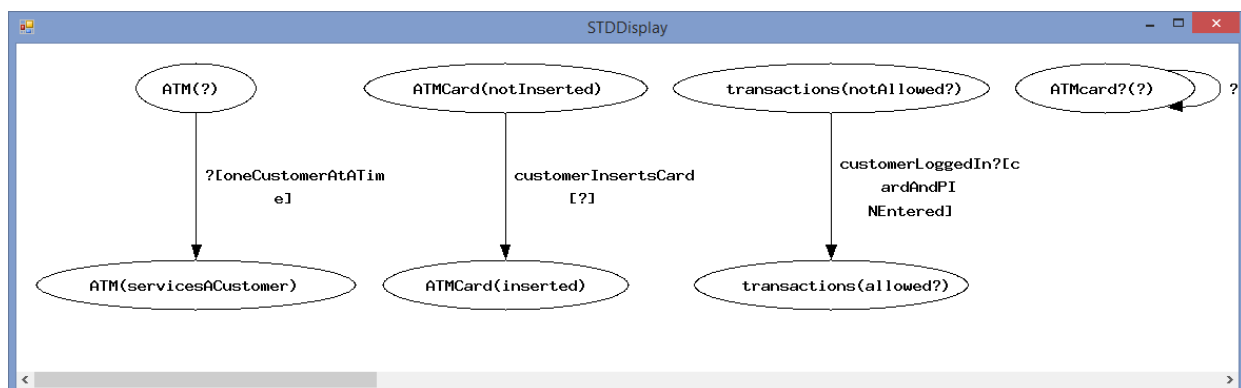 STDDisplay
ATM(?)
ATMCard(notInserted)
transactions(notAllowed?)
ATMcard?(?)
?
?[oneCustomerAtATim
e]
customerInsertsCard
[?]
customerLoggedIn?[c
ardAndPI
NEntered]
ATM(servicesACustomer)
ATMCard(inserted)
transactions(allowed?)